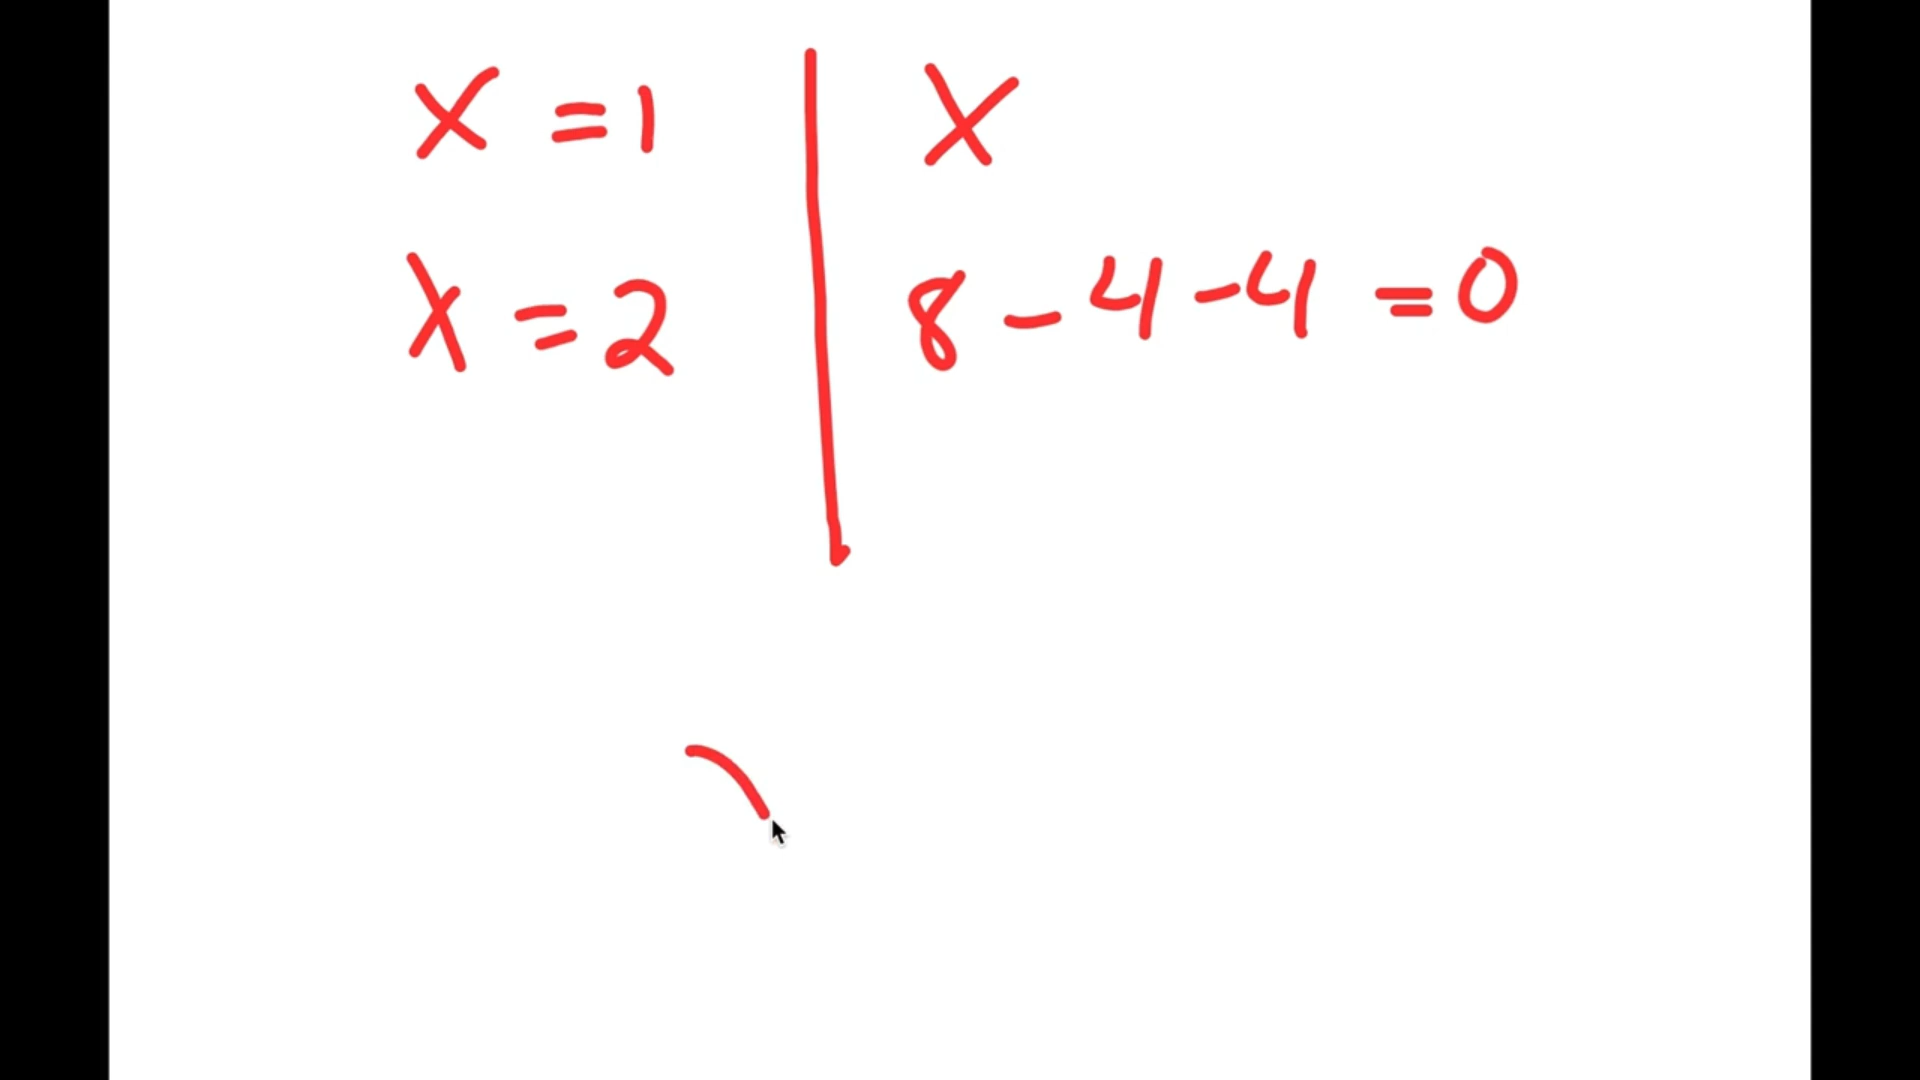 x = 1 | X
x = 2 | 8 - 4 - 4 = 0